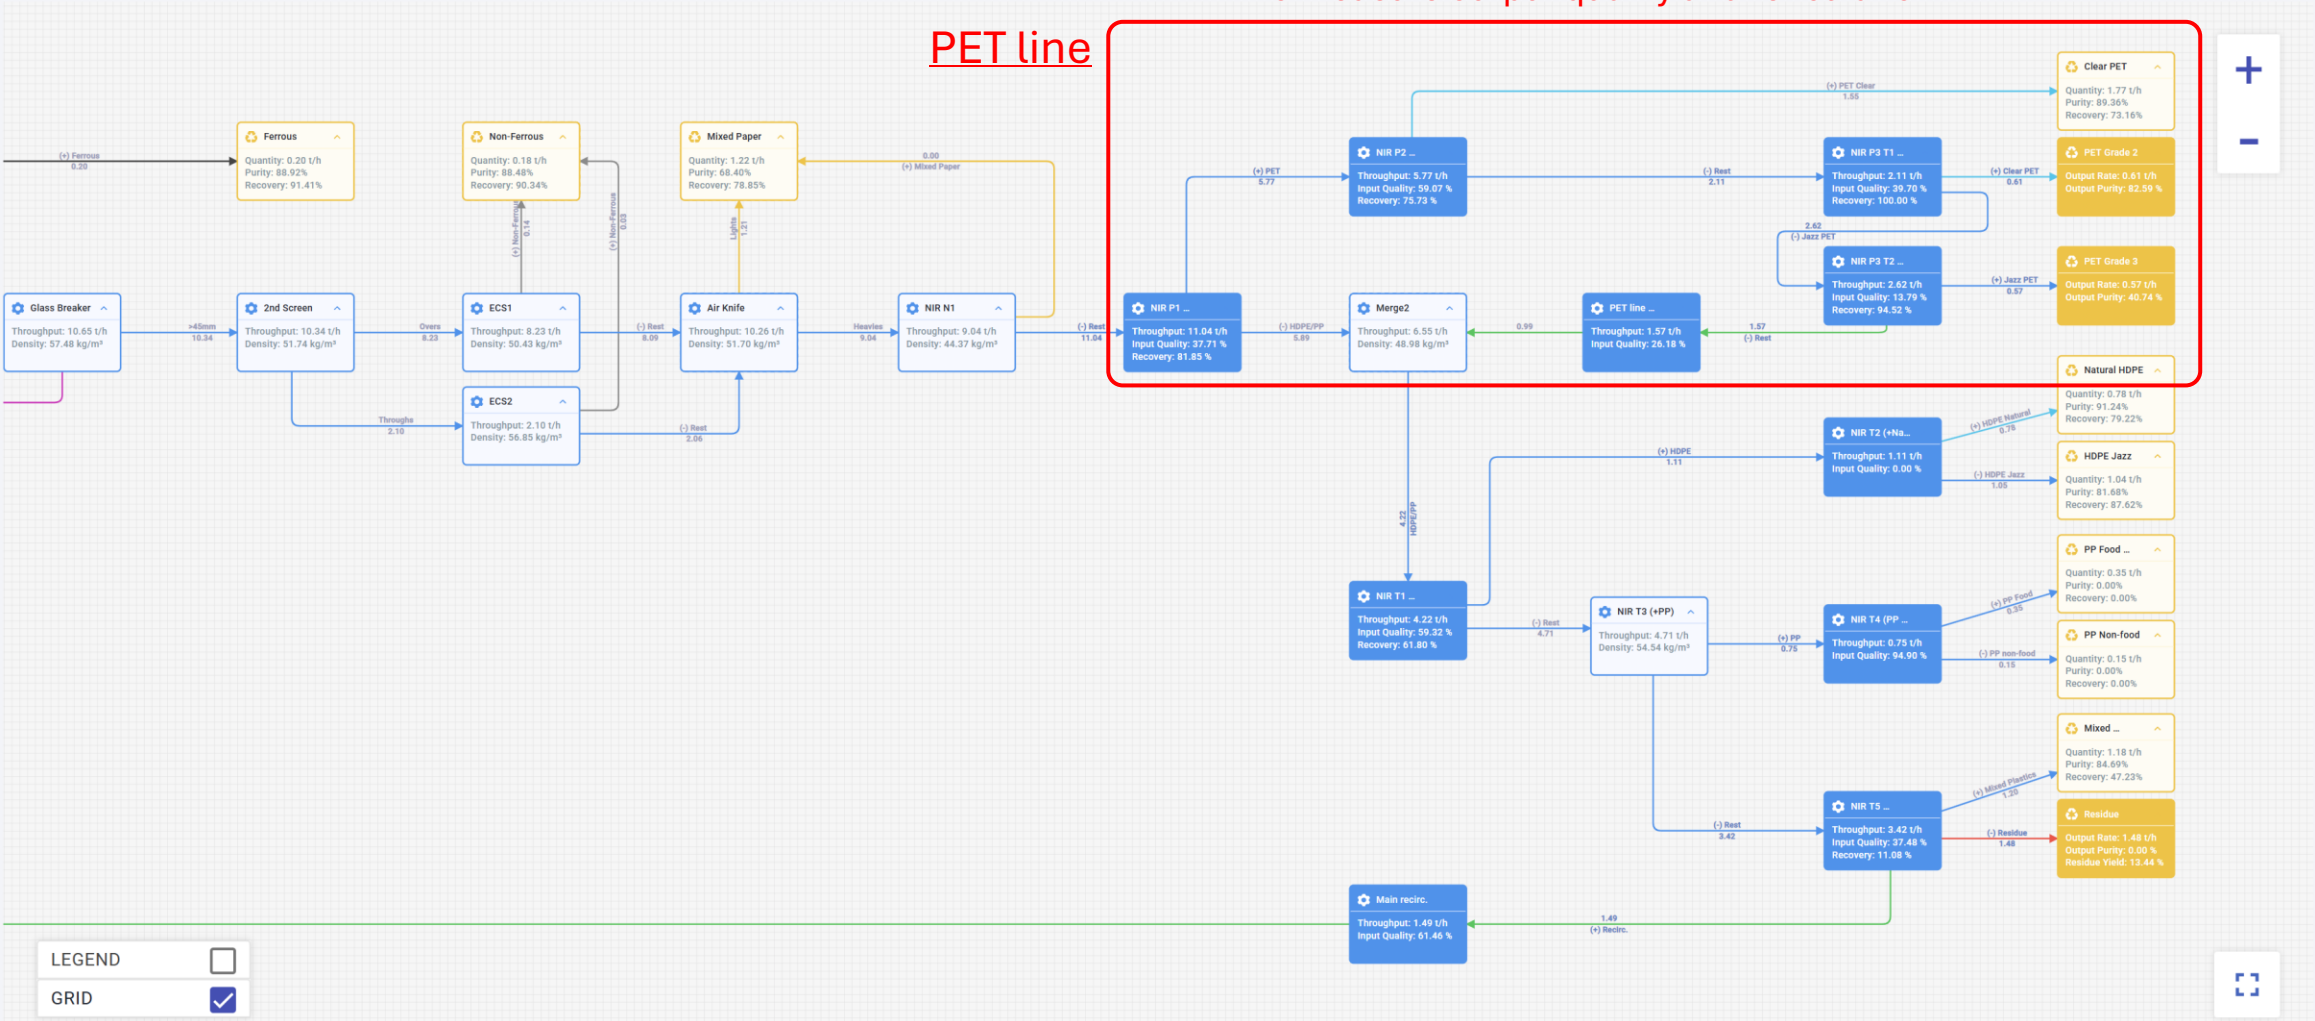 PET line
Clear PET
Quantity: 1.77 t/h
Purity: 89.36%
Recovery: 73.16%
(+) PET Clear
1.55
Ferrous
Quantity: 0.20 t/h
Purity: 88.92%
Recovery: 91.41%
(+) Ferrous
0.20
Non-Ferrous
Quantity: 0.18 t/h
Purity: 88.48%
Recovery: 90.34%
(+) Non-Ferrous
0.14
(+) Non-Ferrous
0.03
Mixed Paper
Quantity: 1.22 t/h
Purity: 68.40%
Recovery: 78.85%
Lights
1.21
0.00
(+) Mixed Paper
(+) PET
5.77
NIR P2 ...
Throughput: 5.77 t/h
Input Quality: 59.07 %
Recovery: 75.73 %
(-) Rest
2.11
NIR P3 T1 ...
Throughput: 2.11 t/h
Input Quality: 39.70 %
Recovery: 100.00 %
(+) Clear PET
0.61
PET Grade 2
Output Rate: 0.61 t/h
Output Purity: 82.59 %
2.62
(-) Jazz PET
NIR P3 T2 ...
Throughput: 2.62 t/h
Input Quality: 13.79 %
Recovery: 94.52 %
(+) Jazz PET
0.57
PET Grade 3
Output Rate: 0.57 t/h
Output Purity: 40.74 %
Glass Breaker
Throughput: 10.65 t/h
Density: 57.48 kg/m³
>45mm
10.34
2nd Screen
Throughput: 10.34 t/h
Density: 51.74 kg/m³
Overs
8.23
ECS1
Throughput: 8.23 t/h
Density: 50.43 kg/m³
(-) Rest
8.09
Air Knife
Throughput: 10.26 t/h
Density: 51.70 kg/m³
Heavies
9.04
NIR N1
Throughput: 9.04 t/h
Density: 44.37 kg/m³
(-) Rest
11.04
NIR P1 ...
Throughput: 11.04 t/h
Input Quality: 37.71 %
Recovery: 81.85 %
(-) HDPE/PP
5.89
Merge2
Throughput: 6.55 t/h
Density: 48.98 kg/m³
0.99
PET line ...
Throughput: 1.57 t/h
Input Quality: 26.18 %
1.57
(-) Rest
Throughs
2.10
ECS2
Throughput: 2.10 t/h
Density: 56.85 kg/m³
(-) Rest
2.06
Natural HDPE
Quantity: 0.78 t/h
Purity: 91.24%
Recovery: 79.22%
4.22
HDPE/PP
(+) HDPE
1.11
NIR T2 (+Na...
Throughput: 1.11 t/h
Input Quality: 0.00 %
(+) HDPE Natural
0.78
(-) HDPE Jazz
1.05
HDPE Jazz
Quantity: 1.04 t/h
Purity: 81.68%
Recovery: 87.62%
NIR T1 ...
Throughput: 4.22 t/h
Input Quality: 59.32 %
Recovery: 61.80 %
(-) Rest
4.71
NIR T3 (+PP)
Throughput: 4.71 t/h
Density: 54.54 kg/m³
(+) PP
0.75
NIR T4 (PP ...
Throughput: 0.75 t/h
Input Quality: 94.90 %
(+) PP Food
0.35
PP Food ...
Quantity: 0.35 t/h
Purity: 0.00%
Recovery: 0.00%
(-) PP non-food
0.15
PP Non-food
Quantity: 0.15 t/h
Purity: 0.00%
Recovery: 0.00%
(-) Rest
3.42
NIR T5 ...
Throughput: 3.42 t/h
Input Quality: 37.48 %
Recovery: 11.08 %
(+) Mixed Plastics
1.20
Mixed ...
Quantity: 1.18 t/h
Purity: 84.69%
Recovery: 47.23%
(-) Residue
1.48
Residue
Output Rate: 1.48 t/h
Output Purity: 0.00 %
Residue Yield: 13.44 %
Main recirc.
Throughput: 1.49 t/h
Input Quality: 61.46 %
1.49
(+) Recirc.
LEGEND
GRID